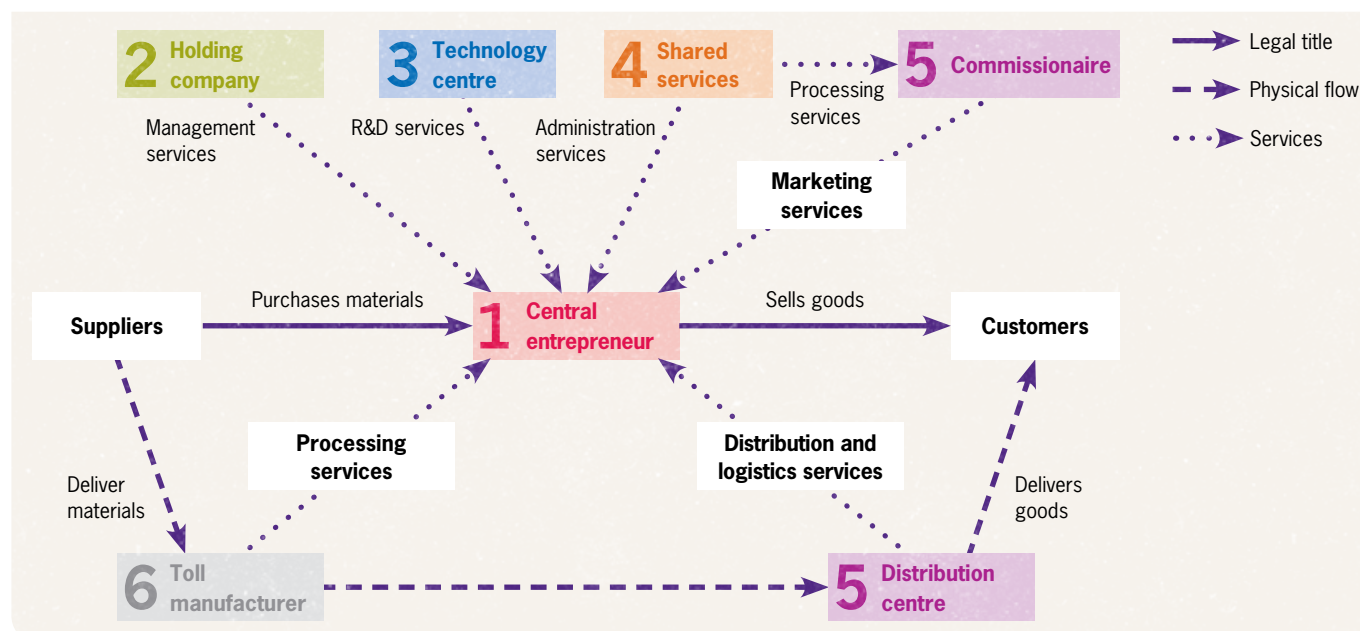 2 Holding
company
3 Technology
centre
4 Shared
services
5 Commissionaire
Legal title
Physical flow
Services
Processing
services
Management
services
R&D services
Administration
services
Marketing
services
Suppliers
Purchases materials
1 Central
entrepreneur
Sells goods
Customers
Processing
services
Distribution and
logistics services
Deliver
materials
Delivers
goods
6 Toll
manufacturer
5 Distribution
centre